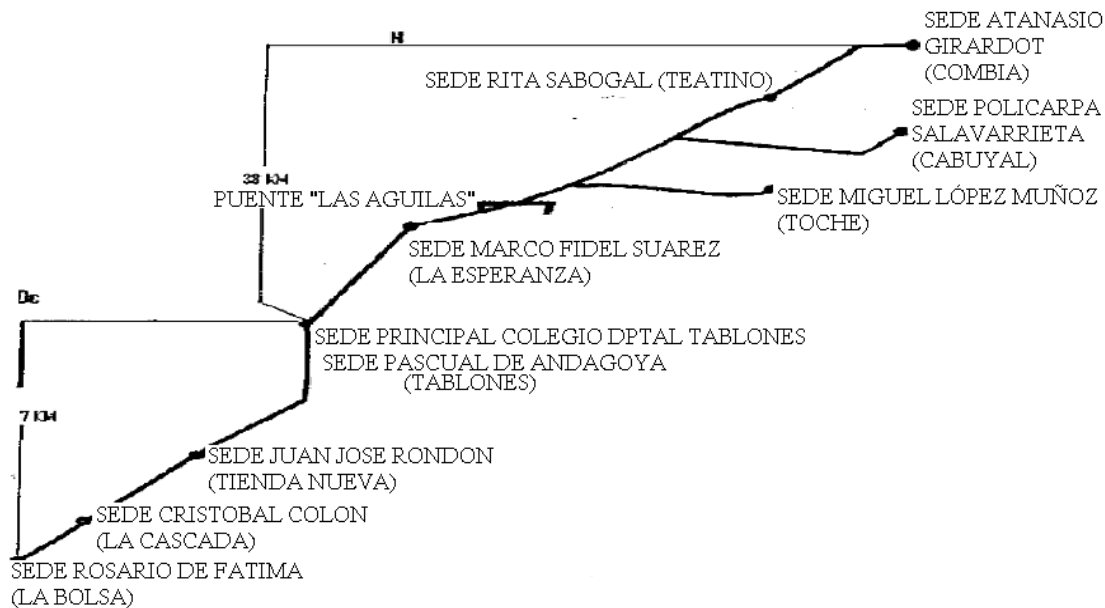 SEDE ATANASIO
GIRARDOT
(COMBIA)
SEDE RITA SABOGAL (TEATINO)
SEDE POLICARPA
SALAVARRIETA
(CABUYAL)
38 KM
PUENTE "LAS AGUILAS"
SEDE MIGUEL LÓPEZ MUÑOZ
(TOCHE)
SEDE MARCO FIDEL SUAREZ
(LA ESPERANZA)
SEDE PRINCIPAL COLEGIO DPTAL TABLONES
SEDE PASCUAL DE ANDAGOYA
(TABLONES)
7 KM
SEDE JUAN JOSE RONDON
(TIENDA NUEVA)
SEDE CRISTOBAL COLON
(LA CASCADA)
SEDE ROSARIO DE FATIMA
(LA BOLSA)